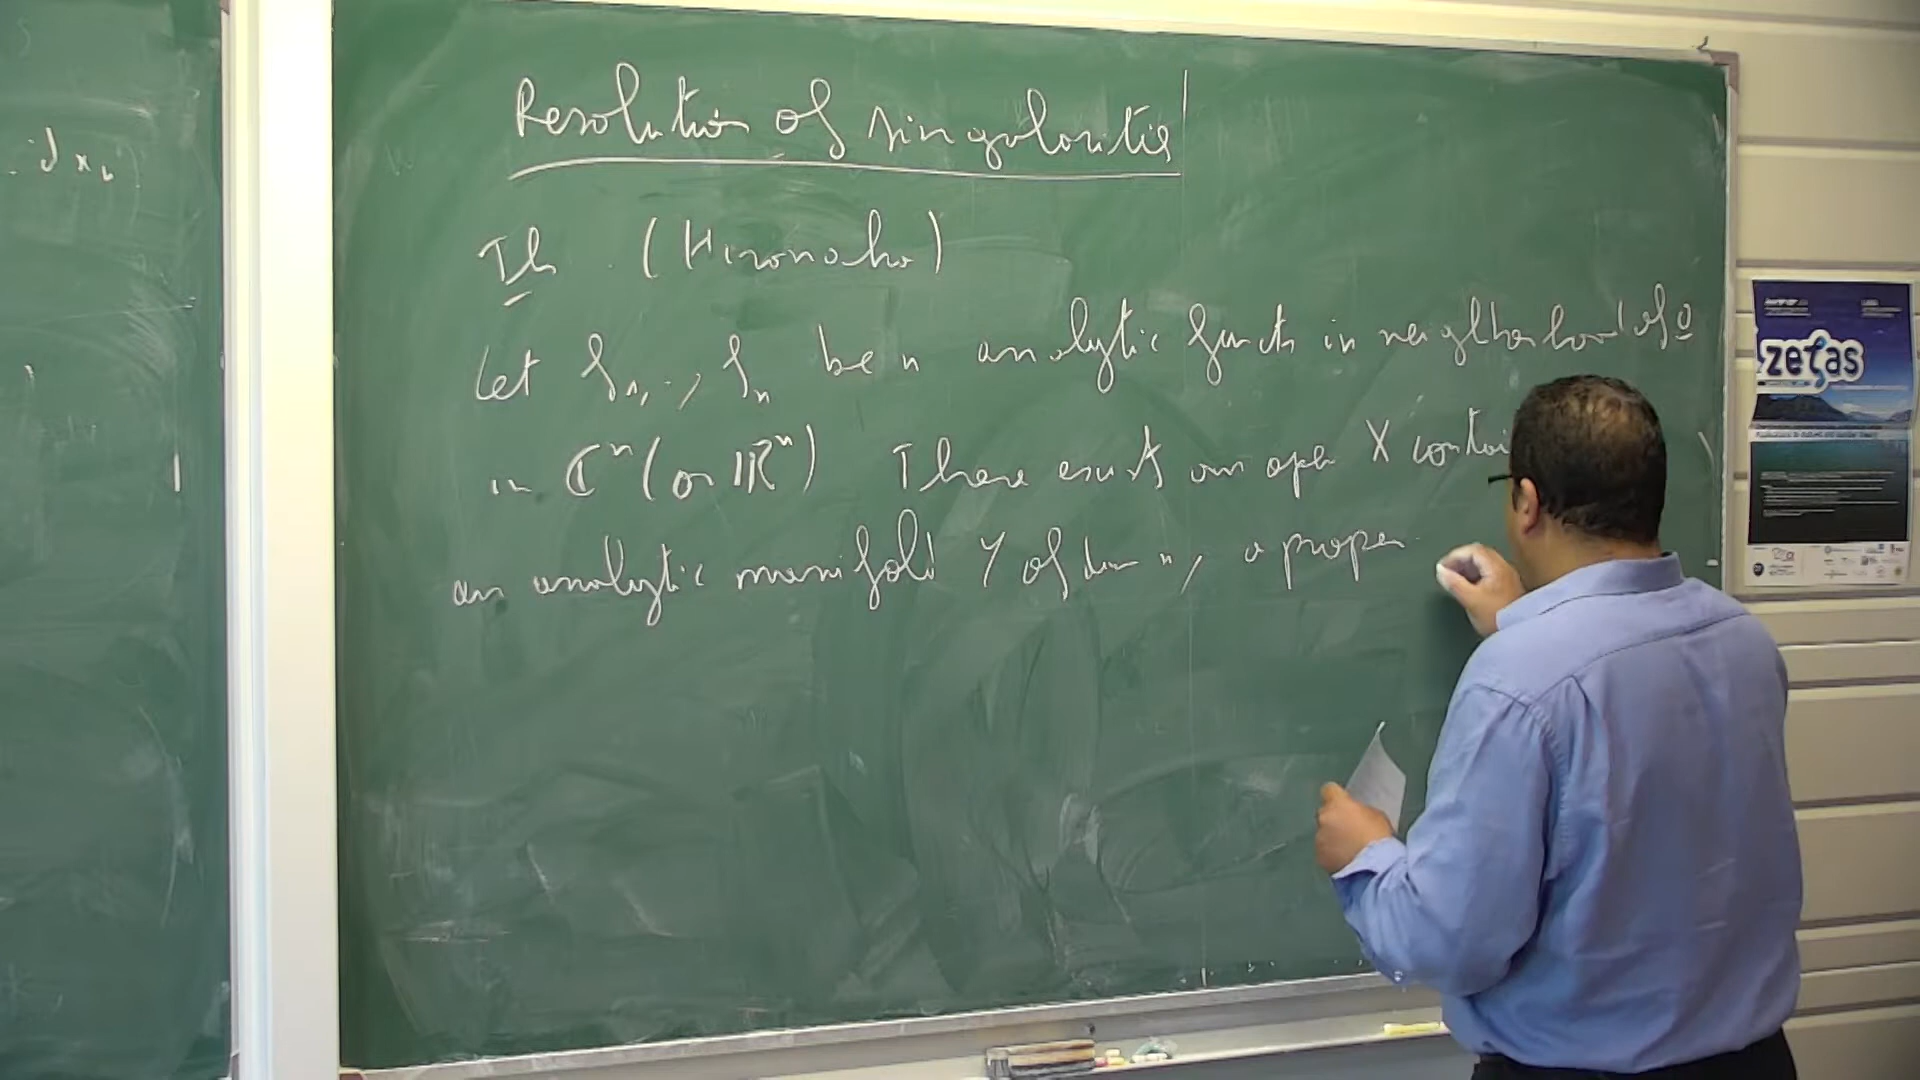 Resolution of singularities
Th (Hironaka)
Let f1, .., fn be n analytic functs in neighborhood of 0
in ℂⁿ (or ℝⁿ) There exists an open X contai
an analytic manifold Y of dim n, a proper
zetas